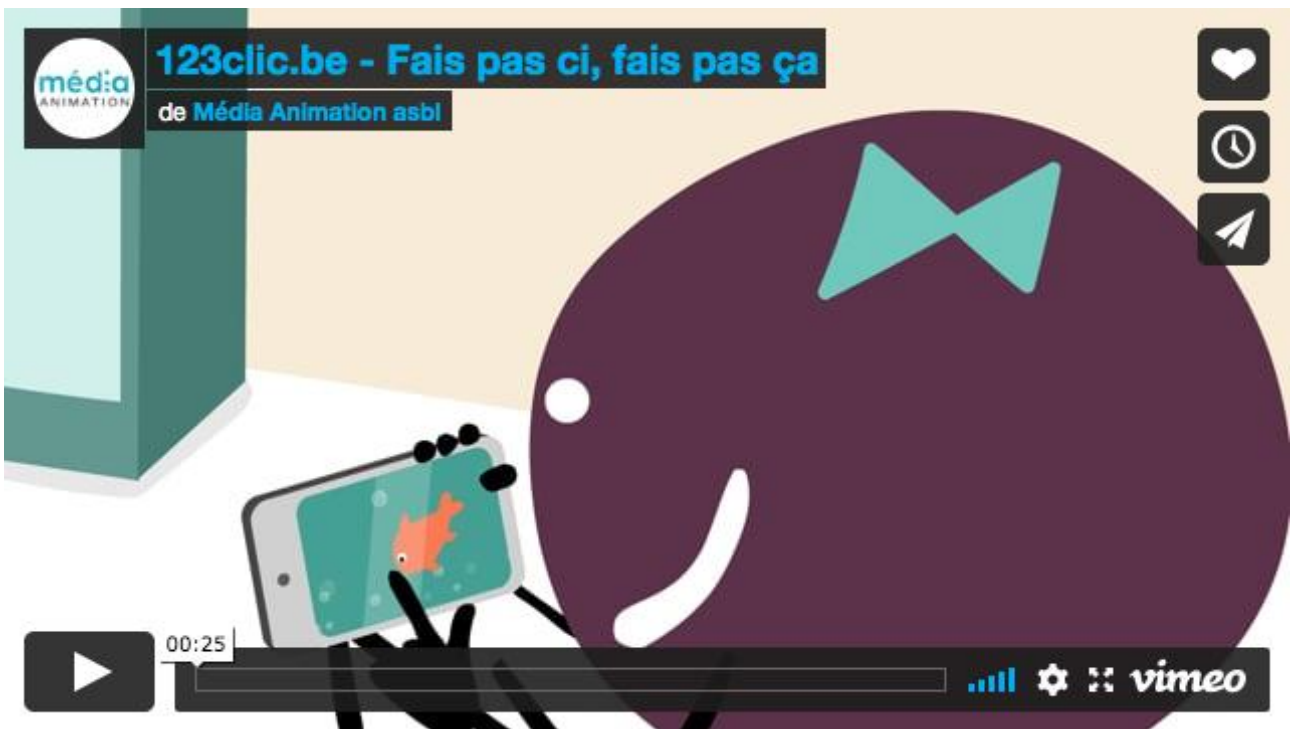 média
ANIMATION
123clic.be - Fais pas ci, fais pas ça
de Média Animation asbl
00:25
vimeo